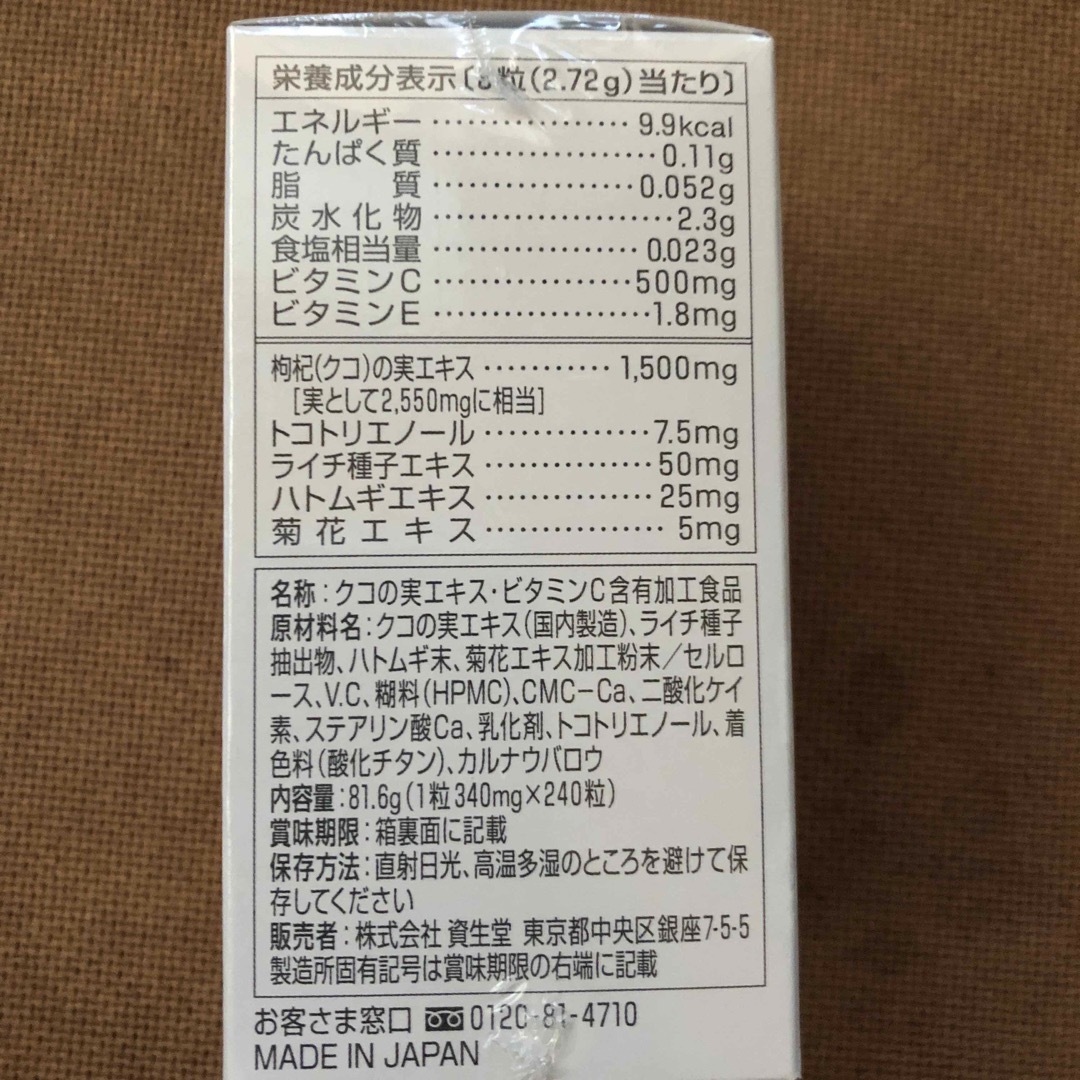 栄養成分表示〔8粒(2.72g)当たり〕
エネルギー 9.9kcal
たんぱく質 0.11g
脂質 0.052g
炭水化物 2.3g
食塩相当量 0.023g
ビタミンC 500mg
ビタミンE 1.8mg
枸杞(クコ)の実エキス 1,500mg
[実として2,550mgに相当]
トコトリエノール 7.5mg
ライチ種子エキス 50mg
ハトムギエキス 25mg
菊花エキス 5mg
名称:クコの実エキス・ビタミンC含有加工食品
原材料名:クコの実エキス(国内製造)、ライチ種子
抽出物、ハトムギ末、菊花エキス加工粉末/セルロ
ース、V.C、糊料(HPMC)、CMC-Ca、二酸化ケイ
素、ステアリン酸Ca、乳化剤、トコトリエノール、着
色料(酸化チタン)、カルナウバロウ
内容量:81.6g(1粒340mg×240粒)
賞味期限:箱裏面に記載
保存方法:直射日光、高温多湿のところを避けて保
存してください
販売者:株式会社 資生堂 東京都中央区銀座7-5-5
製造所固有記号は賞味期限の右端に記載
お客さま窓口 0120-81-4710
MADE IN JAPAN